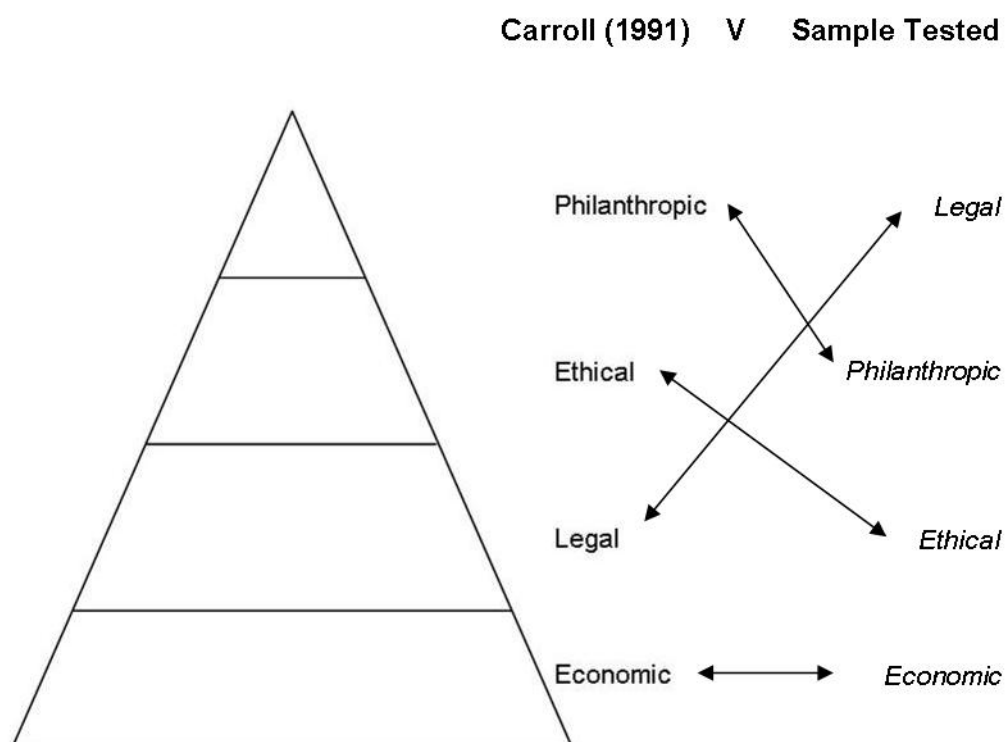 Carroll (1991) V Sample Tested
Philanthropic Legal
Ethical Philanthropic
Legal Ethical
Economic Economic